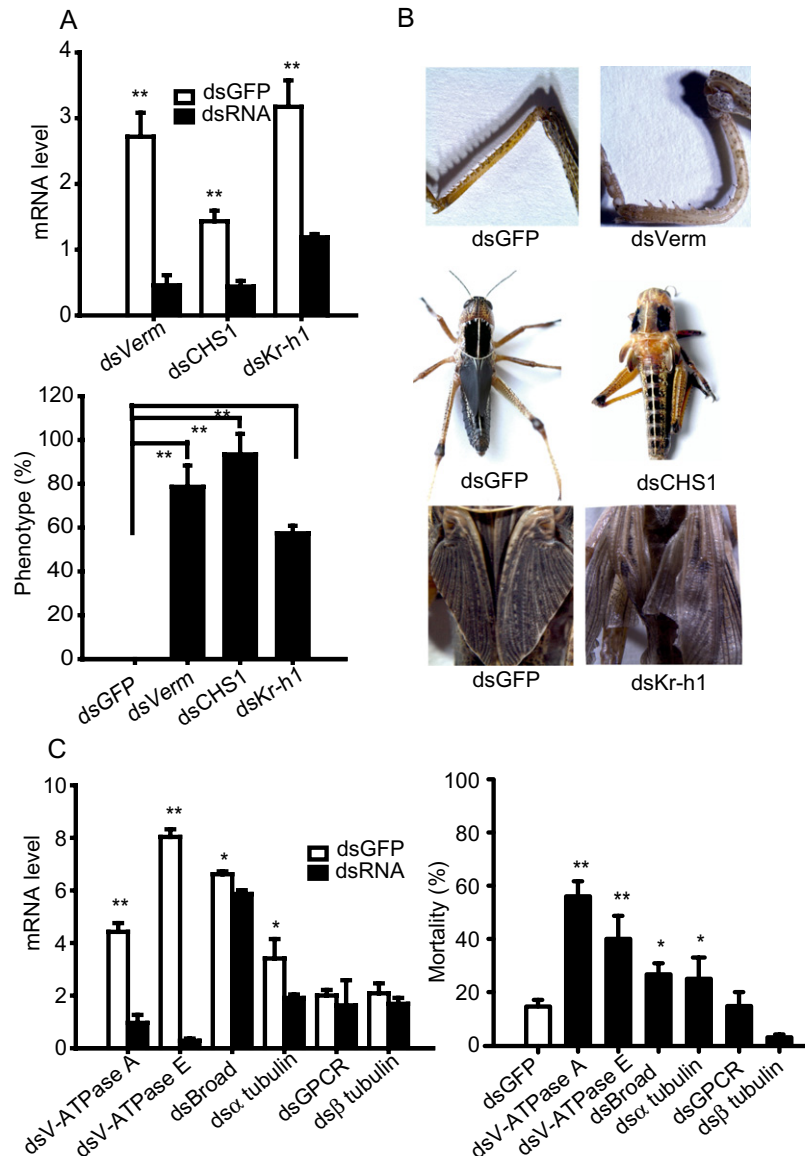 A
B
4
3
2
1
0
mRNA level
**
**
**
dsGFP
dsRNA
dsVerm
dsCHS1
dsKr-h1
dsGFP
dsVerm
dsGFP
dsCHS1
dsGFP
dsKr-h1
120
100
80
60
40
20
0
Phenotype (%)
**
**
**
dsGFP
dsVerm
dsCHS1
dsKr-h1
C
10
8
6
4
2
0
mRNA level
**
**
*
*
dsGFP
dsRNA
dsV-ATPase A
dsV-ATPase E
dsBroad
dsα tubulin
dsGPCR
dsβ tubulin
100
80
60
40
20
0
Mortality (%)
**
**
*
*
dsGFP
dsV-ATPase A
dsV-ATPase E
dsBroad
dsα tubulin
dsGPCR
dsβ tubulin